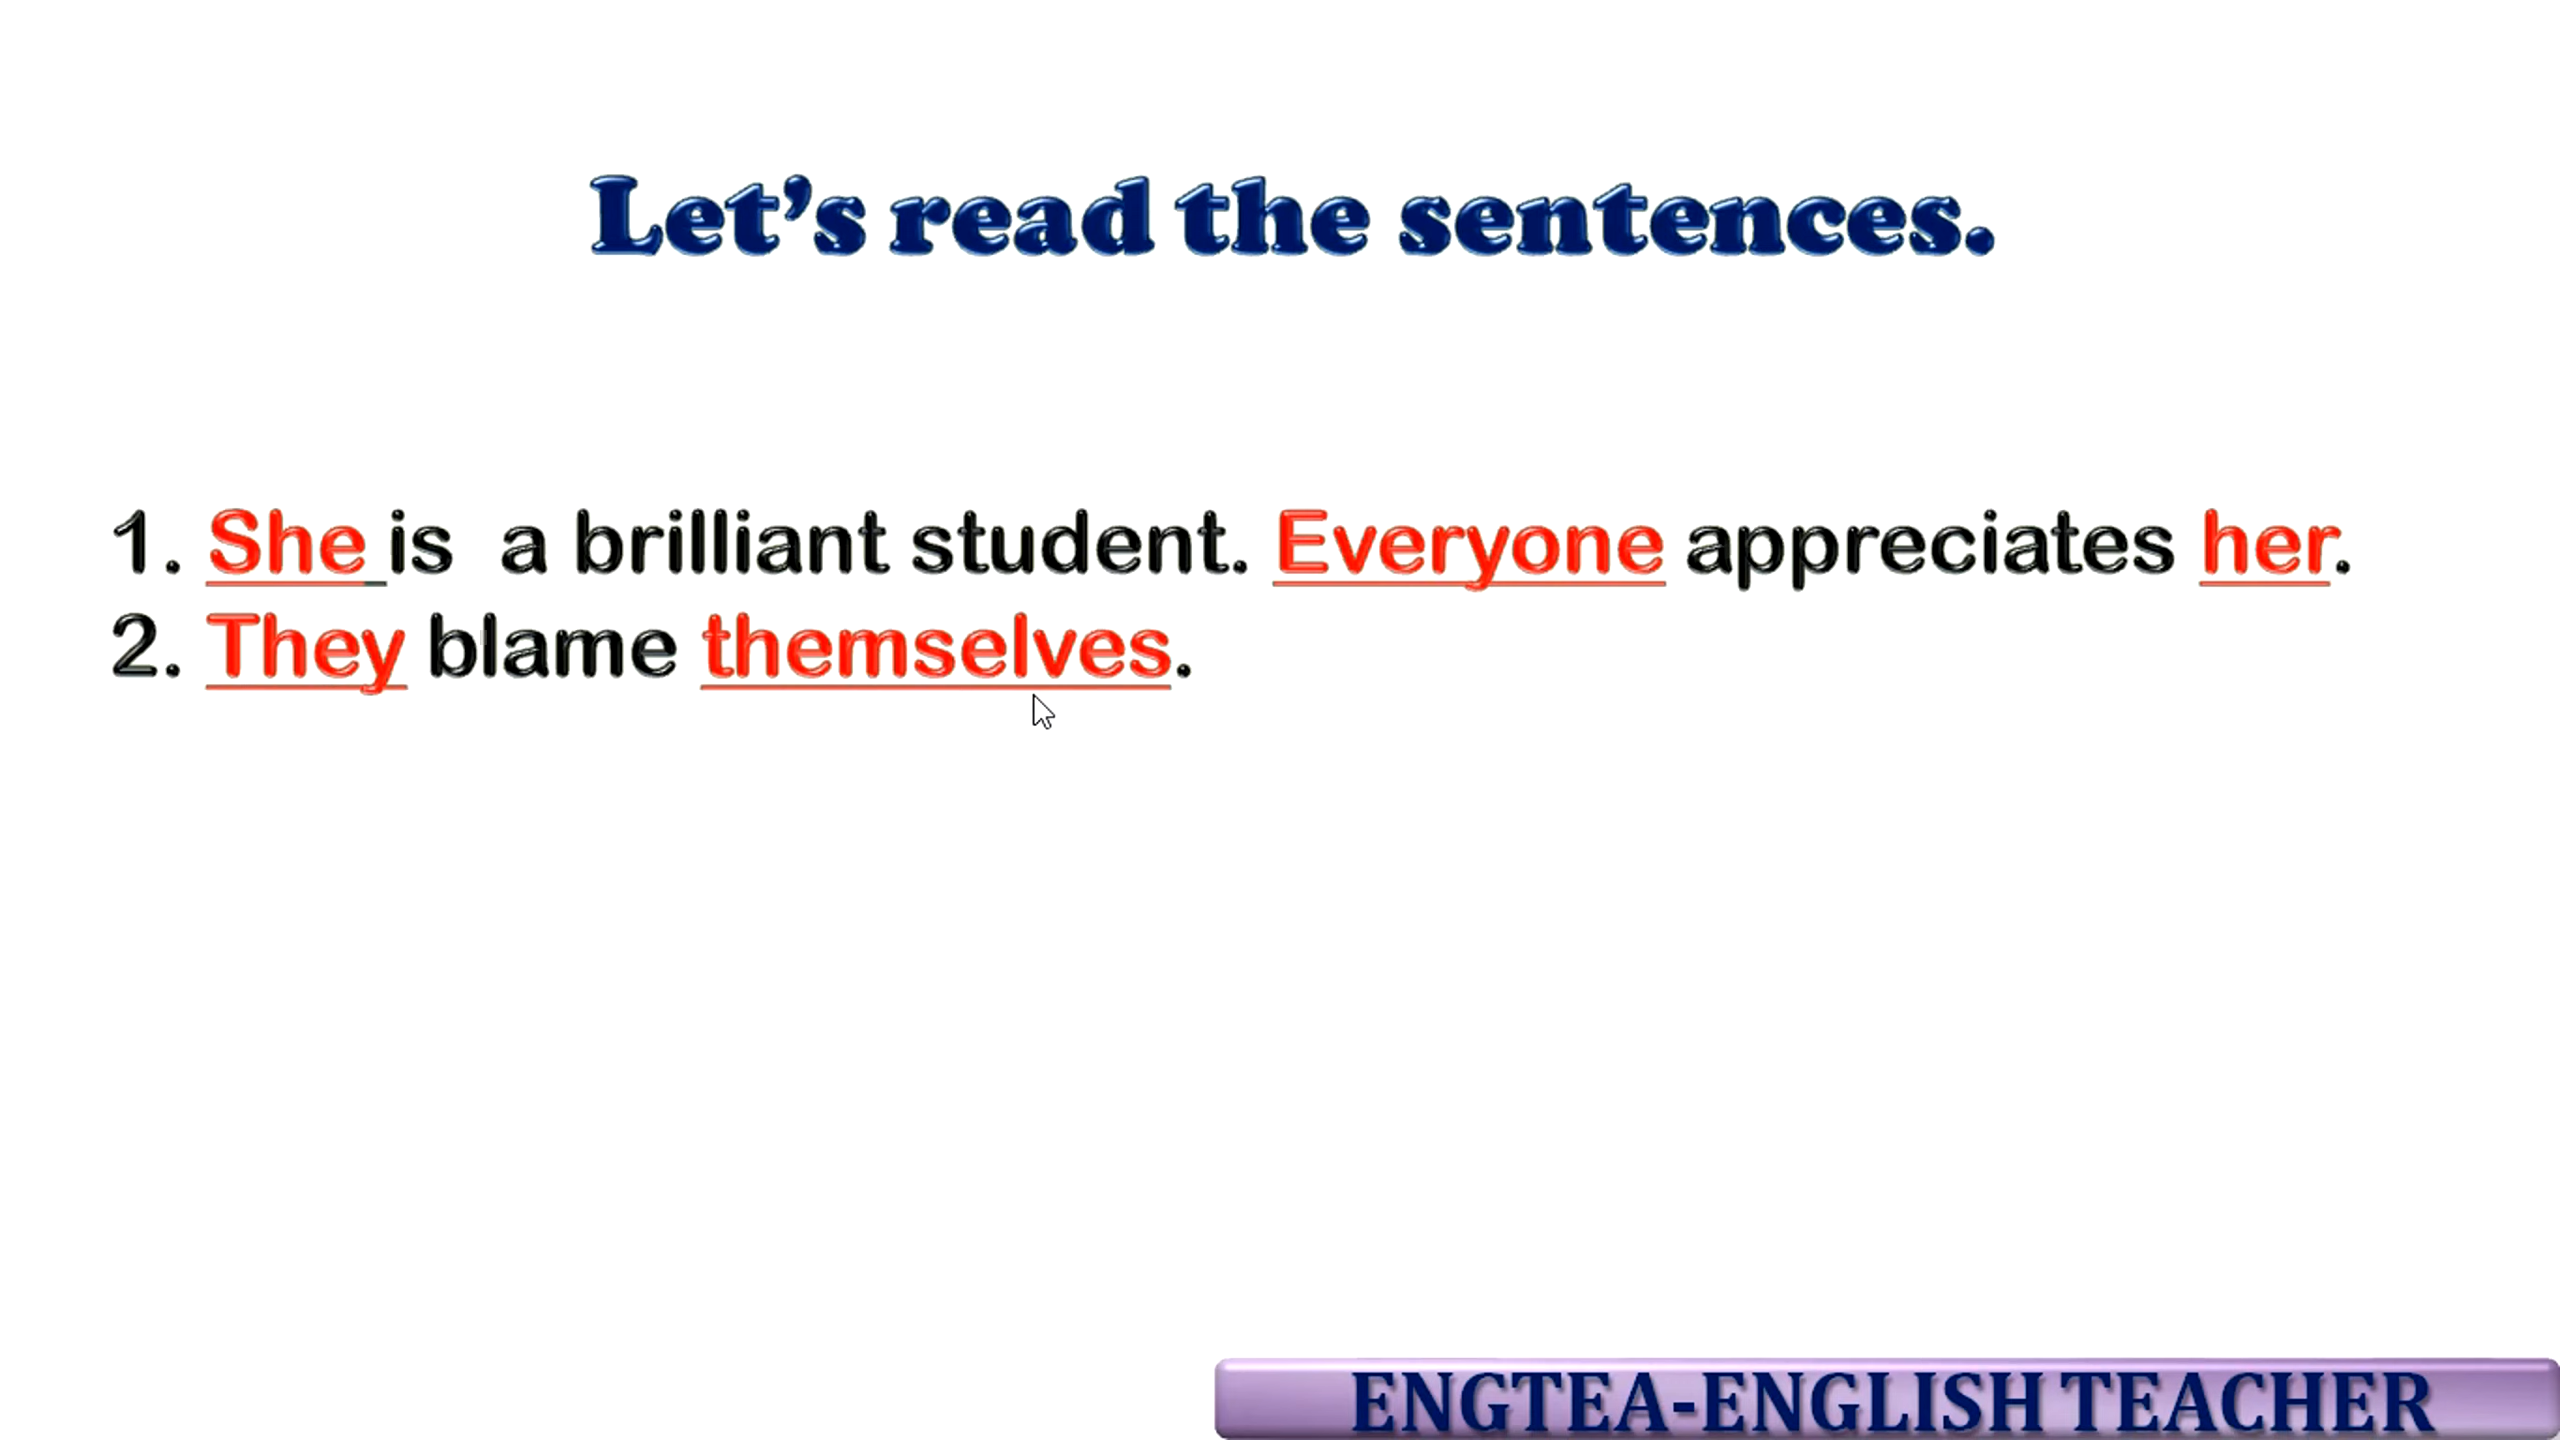 Let’s read the sentences.
1. She is  a brilliant student. Everyone appreciates her.
2. They blame themselves.
ENGTEA-ENGLISH TEACHER